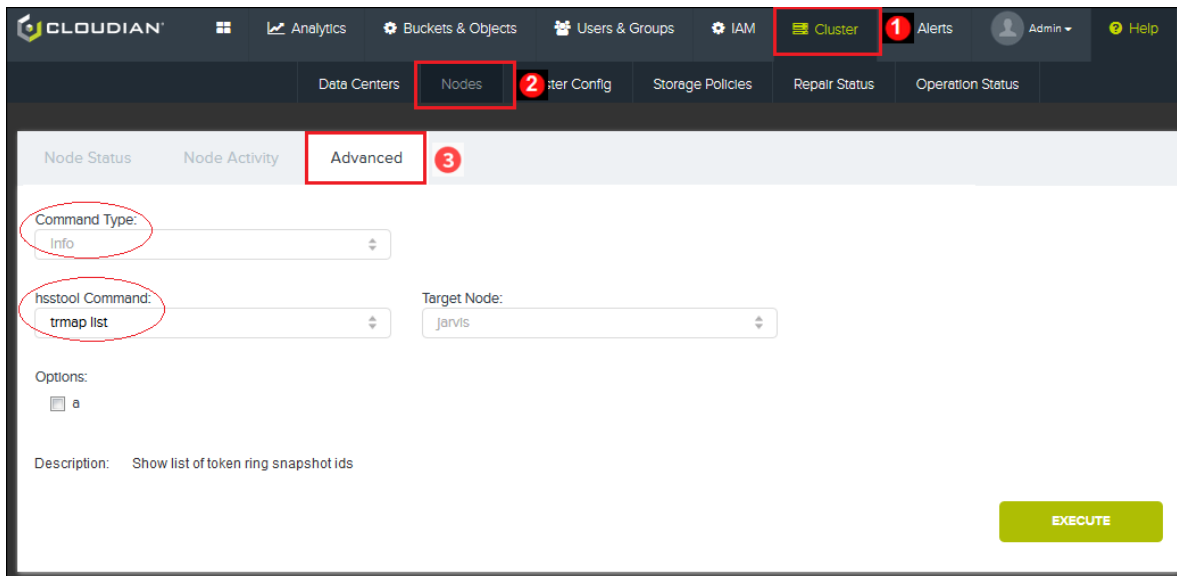 CLOUDIAN Analytics Buckets & Objects Users & Groups IAM Cluster 1 Alerts Admin Help
Data Centers Nodes 2 ster Config Storage Policies Repair Status Operation Status
Node Status Node Activity Advanced 3
Command Type:
Info
hsstool Command: Target Node:
trmap list jarvis
Options:
a
Description: Show list of token ring snapshot ids
EXECUTE